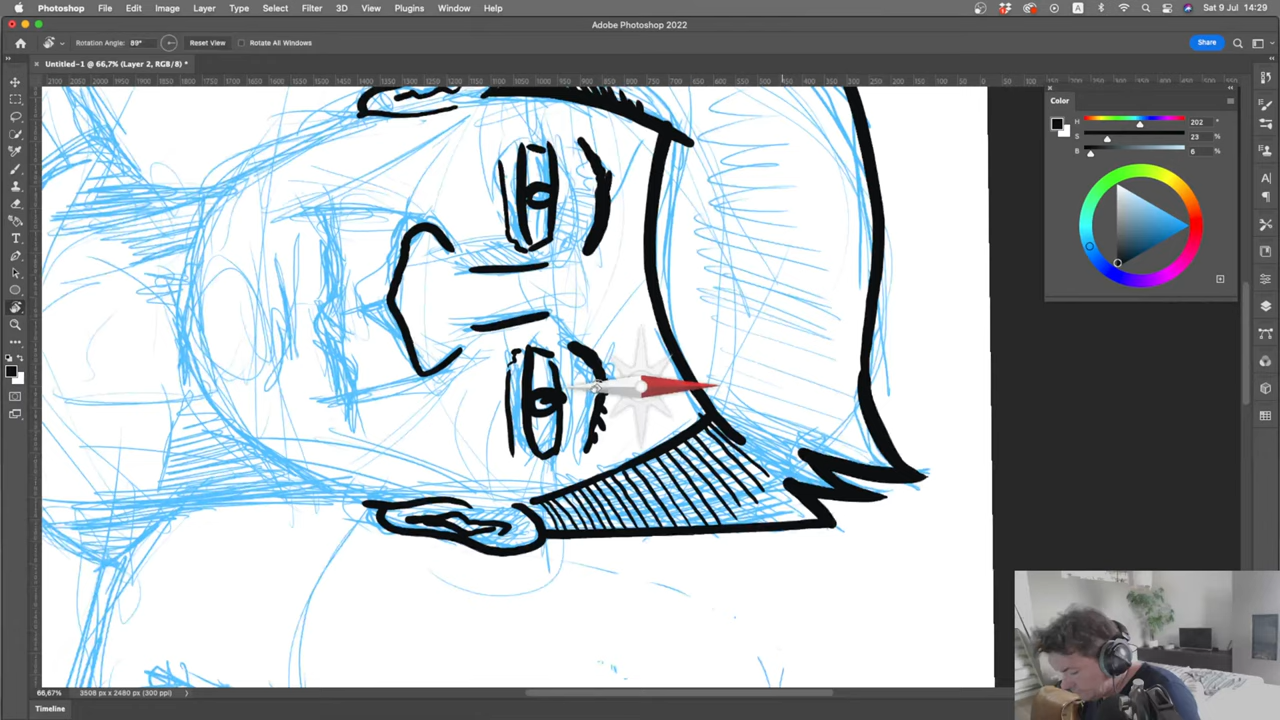 Photoshop File Edit Image Layer Type Select Filter 3D View Plugins Window Help A Sat 9 Jul 14:29
Adobe Photoshop 2022
Rotation Angle: 89° Reset View Rotate All Windows Share
× Untitled-1 @ 66,7% (Layer 2, RGB/8) *
Color
H 202 °
S 23 %
B 6 %
66,67% 3508 px x 2480 px (300 ppi)
Timeline